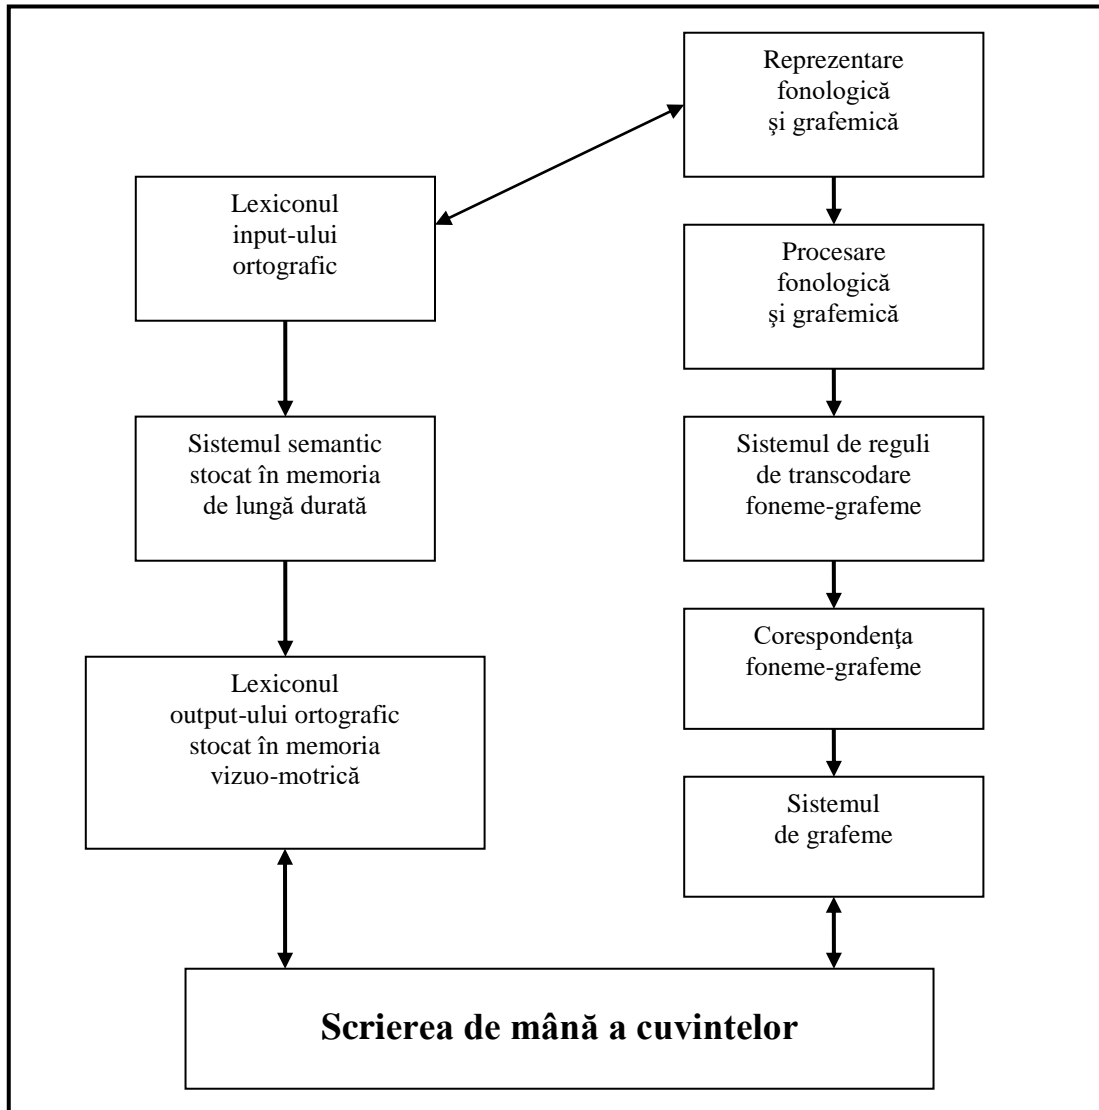 Reprezentare
fonologică
şi grafemică
Lexiconul
input-ului
ortografic
Procesare
fonologică
şi grafemică
Sistemul semantic
stocat în memoria
de lungă durată
Sistemul de reguli
de transcodare
foneme-grafeme
Corespondenţa
foneme-grafeme
Lexiconul
output-ului ortografic
stocat în memoria
vizuo-motrică
Sistemul
de grafeme
Scrierea de mână a cuvintelor